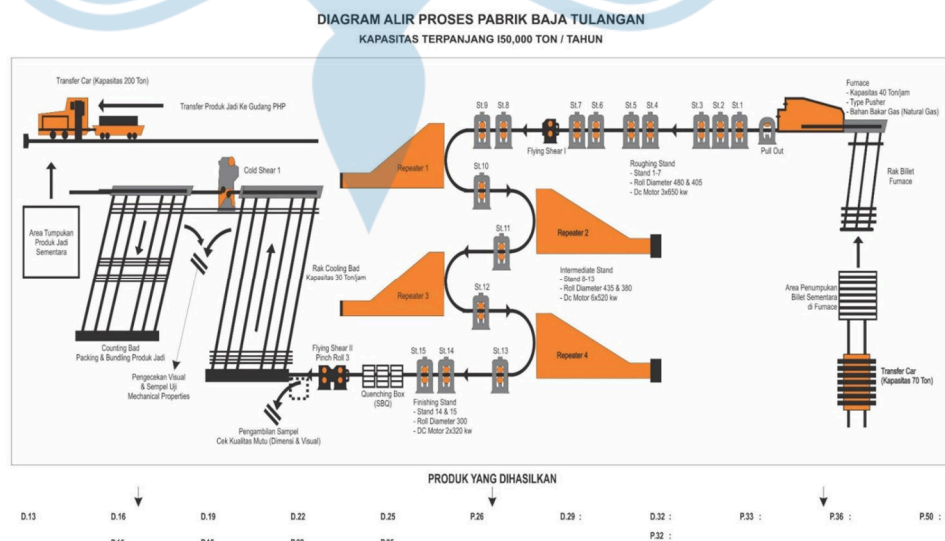 DIAGRAM ALIR PROSES PABRIK BAJA TULANGAN
KAPASITAS TERPANJANG I50,000 TON / TAHUN
Transfer Car (Kapasitas 200 Ton)
Transfer Produk Jadi Ke Gudang PHP
Furnace
- Kapasitas 40 Ton/jam
- Type Pusher
- Bahan Bakar Gas (Natural Gas)
St.9
St.8
St.7
St.6
St.5
St.4
St.3
St.2
St.1
Flying Shear I
Pull Out
Repeater 1
Cold Shear 1
St.10
Roughing Stand
- Stand 1-7
- Roll Diameter 480 & 405
- Dc Motor 3x650 kw
Rak Billet
Furnace
Area Tumpukan
Produk Jadi
Sementara
St.11
Repeater 2
Rak Cooling Bad
Kapasitas 30 Ton/jam
Repeater 3
St.12
Intermediate Stand
- Stand 8-13
- Roll Diameter 435 & 380
- Dc Motor 6x520 kw
Area Penumpukan
Billet Sementara
di Furnace
Counting Bad
Packing & Bundling Produk Jadi
Flying Shear II
Pinch Roll 3
St.15
St.14
St.13
Repeater 4
Pengecekan Visual
& Sempel Uji
Mechanical Properties
Quenching Box
(SBQ)
Finishing Stand
- Stand 14 & 15
- Roll Diameter 300
- DC Motor 2x320 kw
Transfer Car
(Kapasitas 70 Ton)
Pengambilan Sampel
Cek Kualitas Mutu (Dimensi & Visual)
PRODUK YANG DIHASILKAN
D.13 D.16 D.19 D.22 D.25 P.26 D.29 : D.32 : P.33 : P.36 : P.50 :
P.32 :